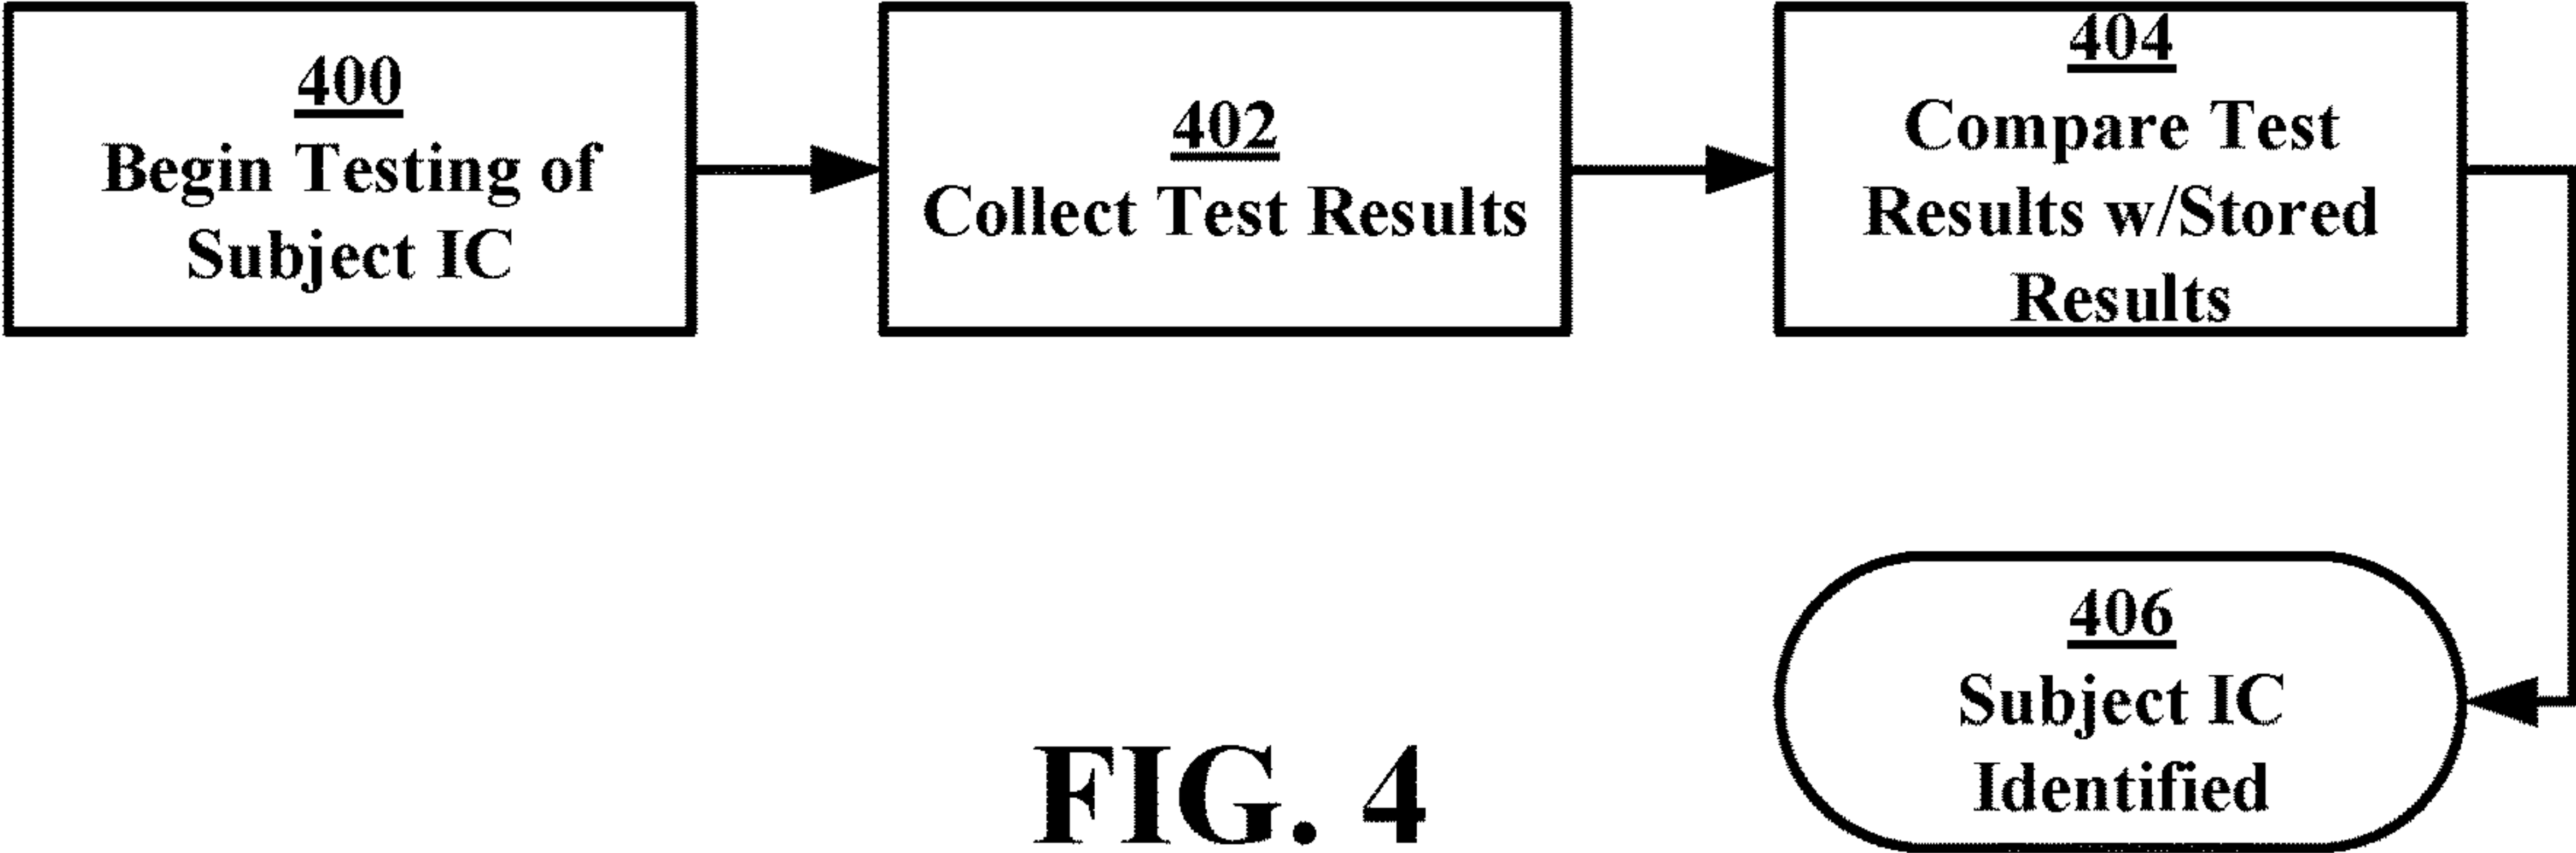 400
Begin Testing of
Subject IC
402
Collect Test Results
404
Compare Test
Results w/Stored
Results
406
Subject IC
Identified
FIG. 4